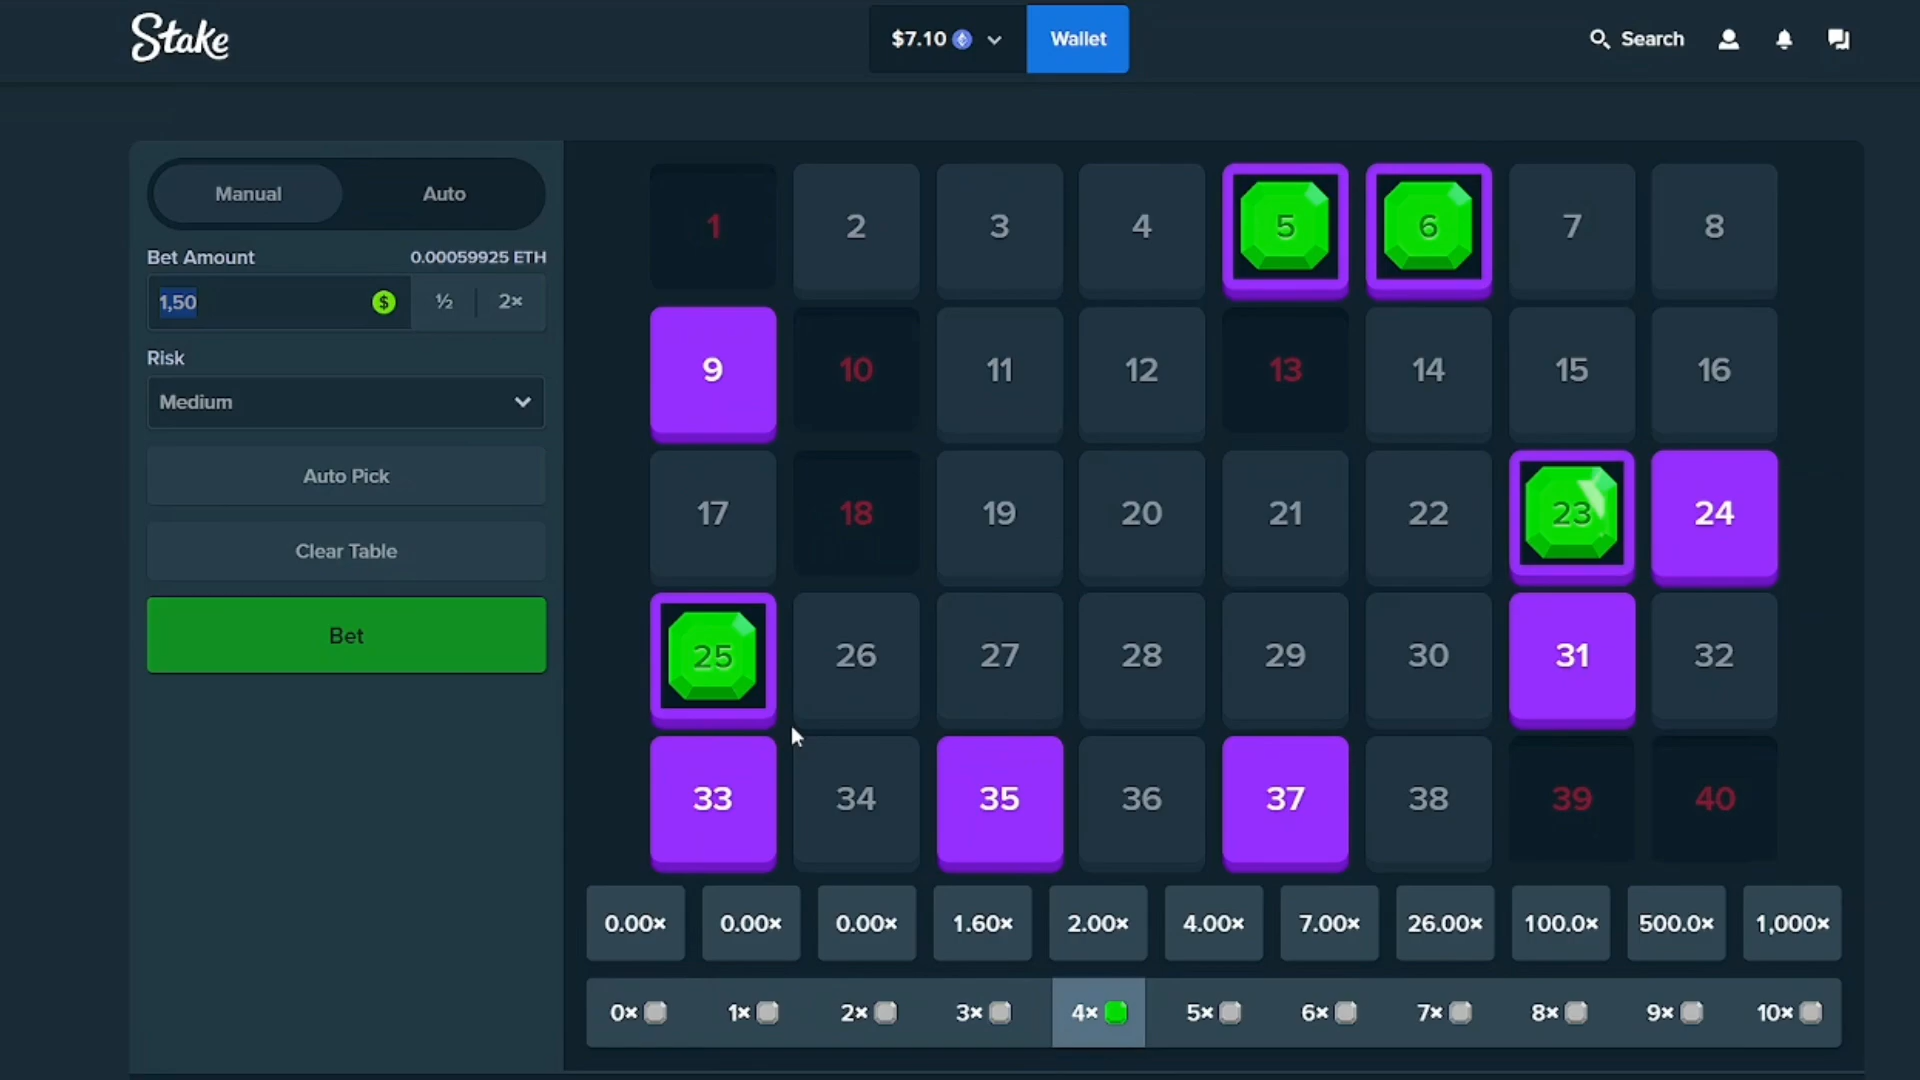 Stake
$7.10
Wallet
Search
Manual
Auto
Bet Amount
0.00059925 ETH
1,50
$
½
2×
Risk
Medium
Auto Pick
Clear Table
Bet
1 2 3 4 5 6 7 8
9 10 11 12 13 14 15 16
17 18 19 20 21 22 23 24
25 26 27 28 29 30 31 32
33 34 35 36 37 38 39 40
0.00× 0.00× 0.00× 1.60× 2.00× 4.00× 7.00× 26.00× 100.0× 500.0× 1,000×
0× 1× 2× 3× 4× 5× 6× 7× 8× 9× 10×